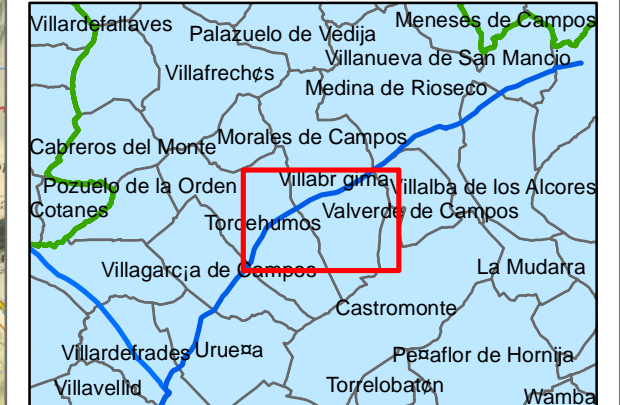 Villardefallaves
Meneses de Campos
Palazuelo de Vedija
Villanueva de San Mancio
Villafrech¢s
Medina de Rioseco
Morales de Campos
Cabreros del Monte
Villabr gima
Pozuelo de la Orden
Villalba de los Alcores
Cotanes
Valverde de Campos
Tordehumos
Villagarc¡a de Campos
La Mudarra
Castromonte
Villardefrades
Urue¤a
Pe¤aflor de Hornija
Villavellid
Torrelobat¢n
Wamba